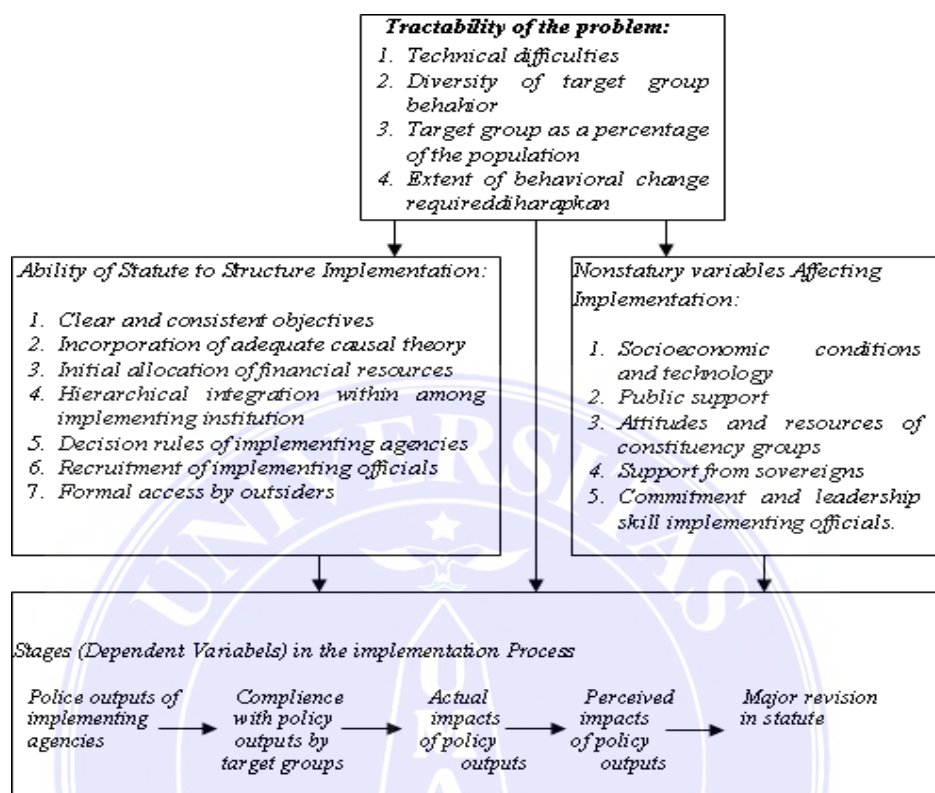 Tractability of the problem:
1. Technical difficulties
2. Diversity of target group
behahior
3. Target group as a percentage
of the population
4. Extent of behavioral change
requireddiharapkan
Ability of Statute to Structure Implementation:
1. Clear and consistent objectives
2. Incorporation of adequate causal theory
3. Initial allocation of financial resources
4. Hierarchical integration within among
implementing institution
5. Decision rules of implementing agencies
6. Recruitment of implementing officials
7. Formal access by outsiders
Nonstatury variables Affecting
Implementation:
1. Socioeconomic conditions
and technology
2. Public support
3. Attitudes and resources of
constituency groups
4. Support from sovereigns
5. Commitment and leadership
skill implementing officials.
Stages (Dependent Variabels) in the implementation Process
Police outputs of
implementing
agencies
Complience
with policy
outputs by
target groups
Actual
impacts
of policy
outputs
Perceived
impacts
of policy
outputs
Major revision
in statute
UNIVERSITAS